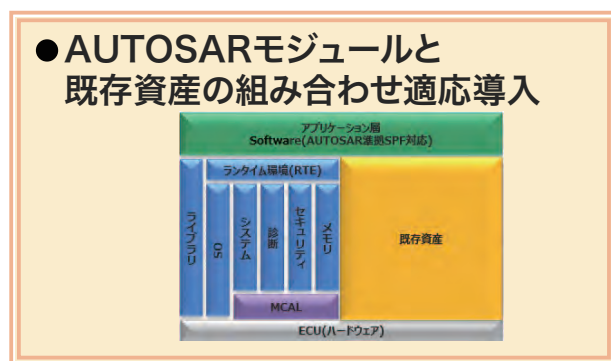 ●AUTOSARモジュールと
既存資産の組み合わせ適応導入
アプリケーション層
Software(AUTOSAR準拠SPF対応)
ランタイム環境(RTE)
ライブラリ
OS
システム
診断
セキュリティ
メモリ
既存資産
MCAL
ECU(ハードウェア)